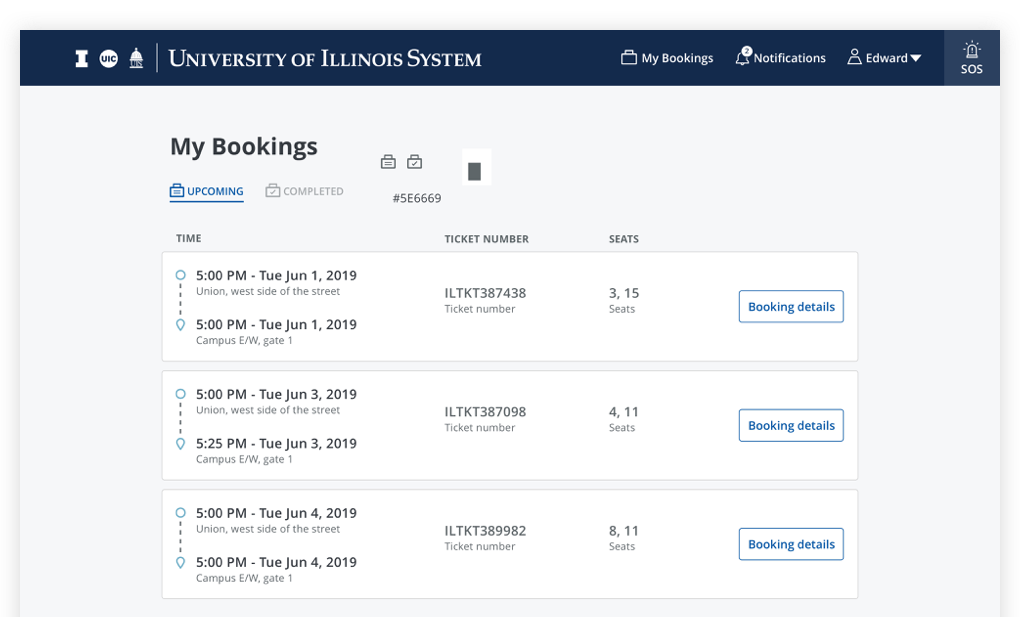 I UIC UNIVERSITY OF ILLINOIS SYSTEM My Bookings 2 Notifications Edward SOS
My Bookings
UPCOMING COMPLETED
#5E6669
TIME TICKET NUMBER SEATS
5:00 PM - Tue Jun 1, 2019
Union, west side of the street
ILTKT387438 3, 15
Ticket number Seats
Booking details
5:00 PM - Tue Jun 1, 2019
Campus E/W, gate 1
5:00 PM - Tue Jun 3, 2019
Union, west side of the street
ILTKT387098 4, 11
Ticket number Seats
Booking details
5:25 PM - Tue Jun 3, 2019
Campus E/W, gate 1
5:00 PM - Tue Jun 4, 2019
Union, west side of the street
ILTKT389982 8, 11
Ticket number Seats
Booking details
5:00 PM - Tue Jun 4, 2019
Campus E/W, gate 1